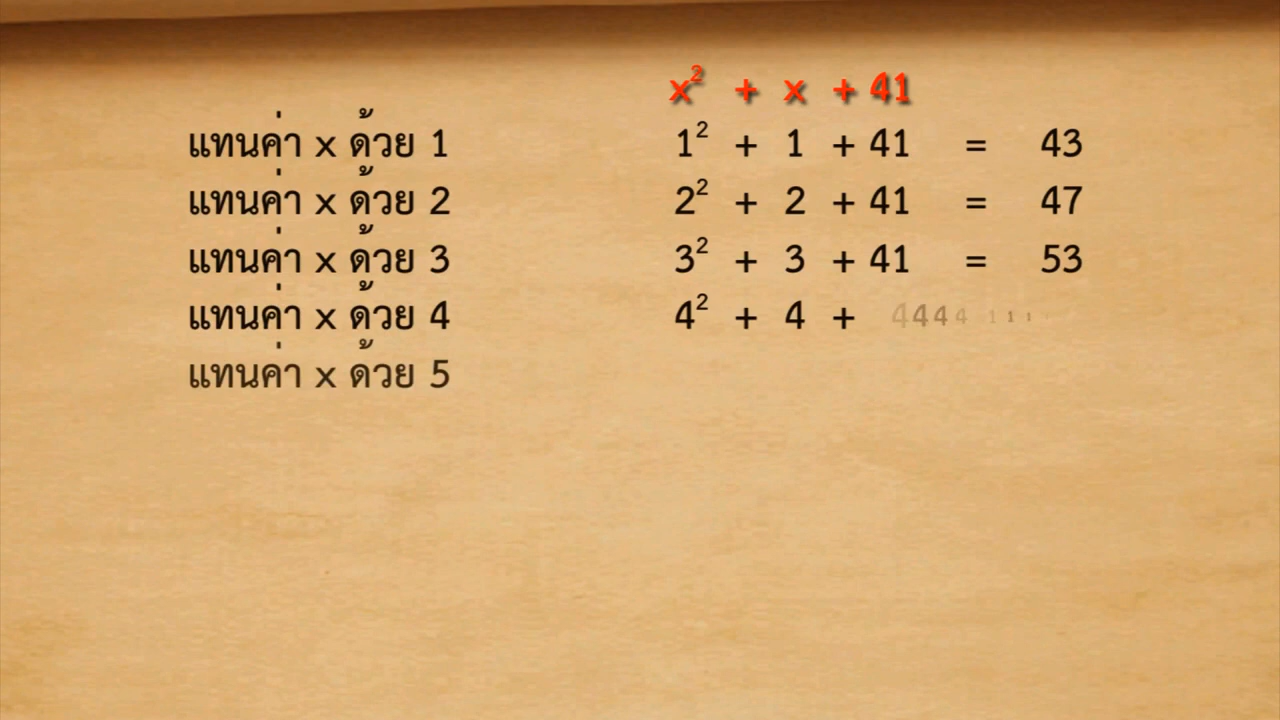 x² + x + 41
แทนค่า x ด้วย 1 1² + 1 + 41 = 43
แทนค่า x ด้วย 2 2² + 2 + 41 = 47
แทนค่า x ด้วย 3 3² + 3 + 41 = 53
แทนค่า x ด้วย 4 4² + 4 +
แทนค่า x ด้วย 5